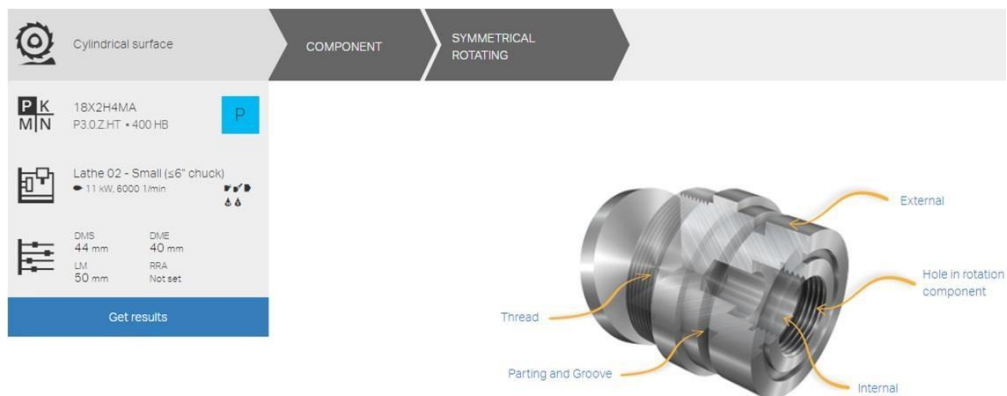 Cylindrical surface
COMPONENT
SYMMETRICAL
ROTATING
P K
M N
18X2H4MA
P3.0.Z.HT • 400 HB
P
Lathe 02 - Small (≤6" chuck)
11 kW, 6000 1/min
DMS
44 mm
DME
40 mm
LM
50 mm
RRA
Not set
Get results
External
Hole in rotation
component
Thread
Parting and Groove
Internal